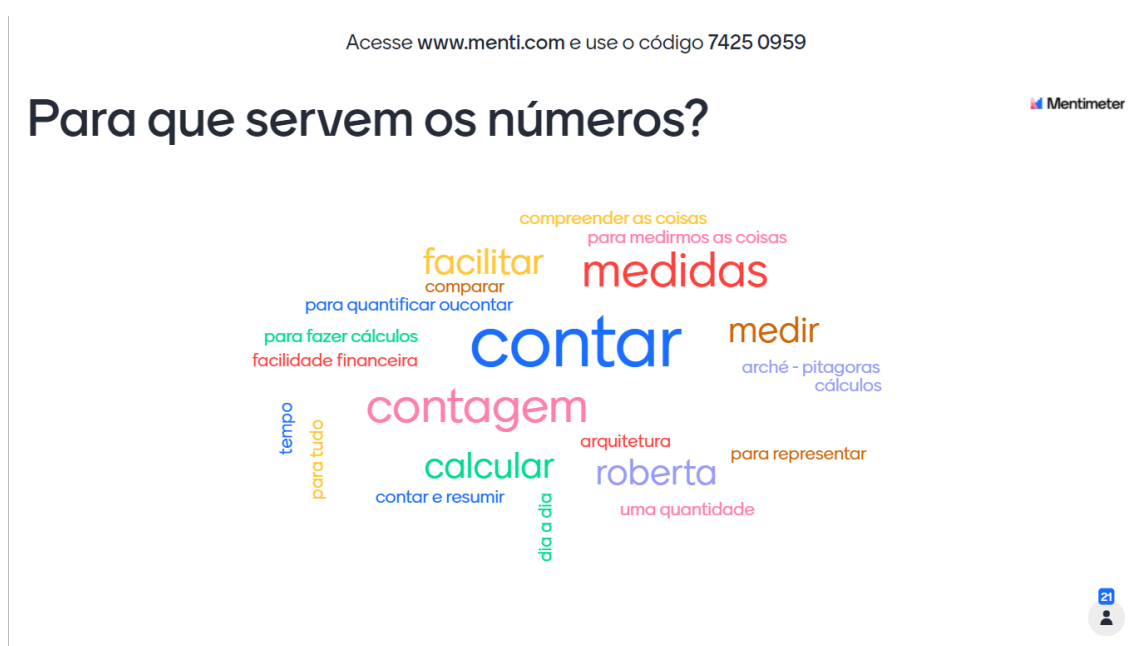 Acesse www.menti.com e use o código 7425 0959
Para que servem os números?
Mentimeter
compreender as coisas
para medirmos as coisas
facilitar
medidas
comparar
para quantificar oucontar
contar
medir
para fazer cálculos
facilidade financeira
arché - pitagoras
cálculos
contagem
tempo
para tudo
arquitetura
calcular
roberta
para representar
contar e resumir
dia a dia
uma quantidade
21